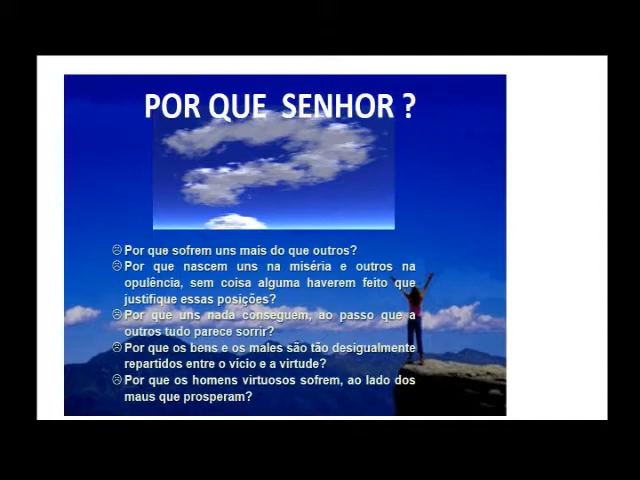 POR QUE SENHOR ?
☹Por que sofrem uns mais do que outros?
☹Por que nascem uns na miséria e outros na
opulência, sem coisa alguma haverem feito que
justifique essas posições?
☹Por que uns nada conseguem, ao passo que a
outros tudo parece sorrir?
☹Por que os bens e os males são tão desigualmente
repartidos entre o vício e a virtude?
☹Por que os homens virtuosos sofrem, ao lado dos
maus que prosperam?